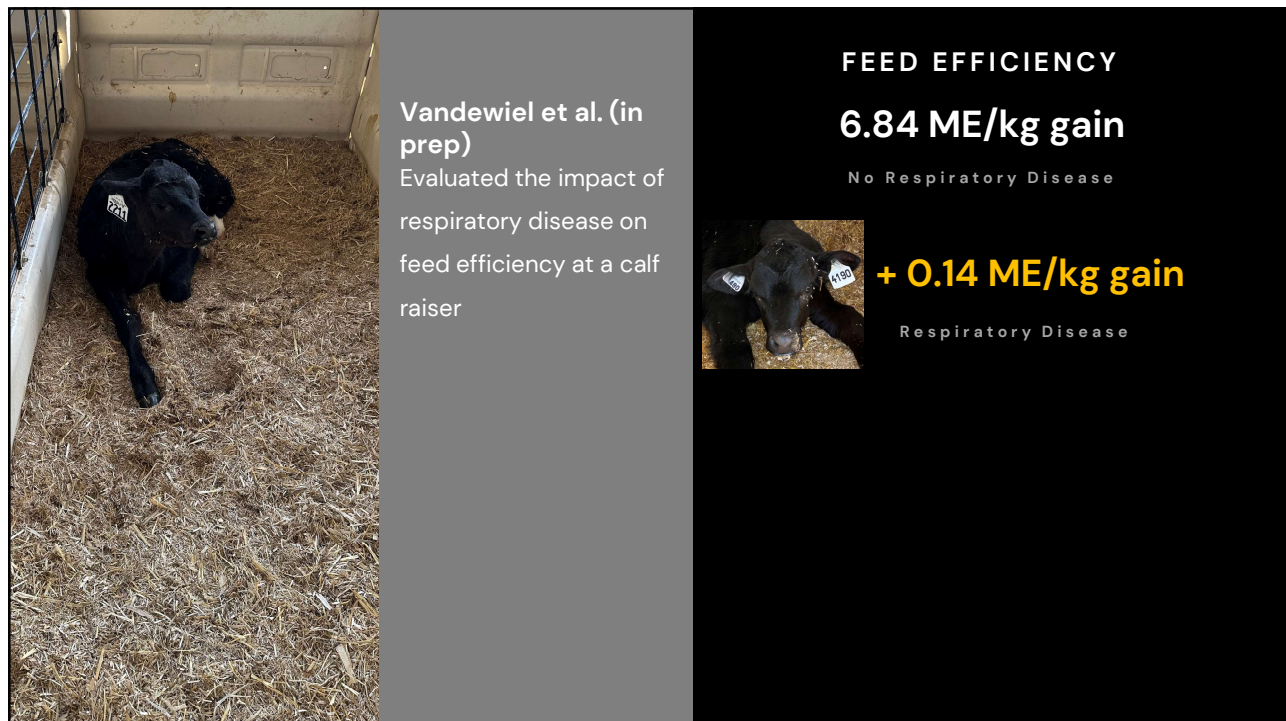 Vandewiel et al. (in
prep)
Evaluated the impact of
respiratory disease on
feed efficiency at a calf
raiser
FEED EFFICIENCY
6.84 ME/kg gain
No Respiratory Disease
+ 0.14 ME/kg gain
Respiratory Disease
4190